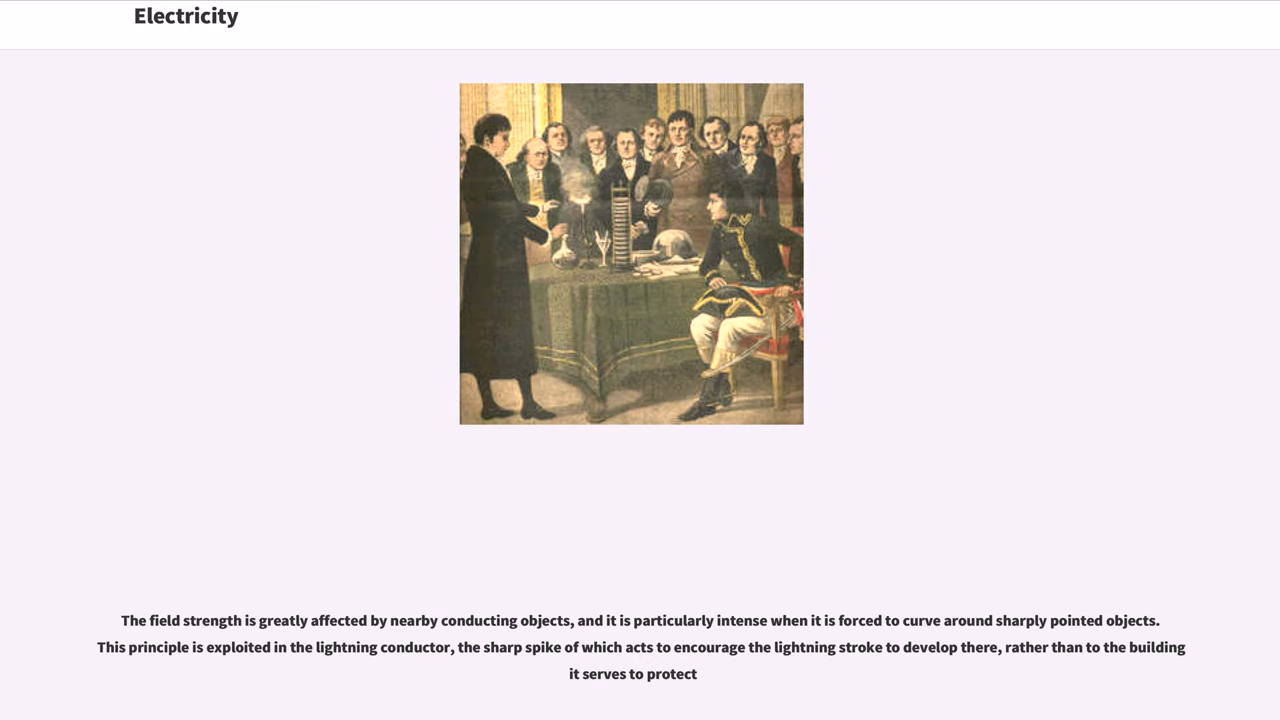 Electricity
The field strength is greatly affected by nearby conducting objects, and it is particularly intense when it is forced to curve around sharply pointed objects.
This principle is exploited in the lightning conductor, the sharp spike of which acts to encourage the lightning stroke to develop there, rather than to the building
it serves to protect